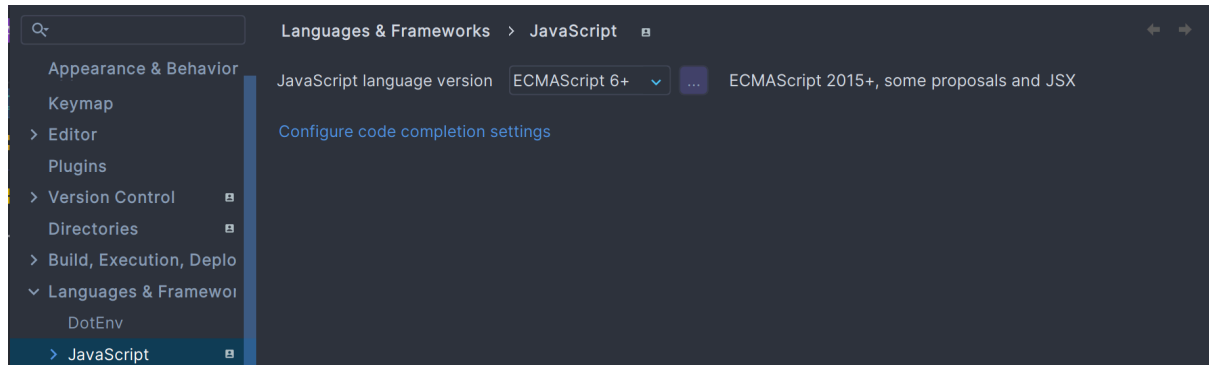 Appearance & Behavior
Keymap
Editor
Plugins
Version Control
Directories
Build, Execution, Deplo
Languages & Framewor
DotEnv
JavaScript
Languages & Frameworks > JavaScript
JavaScript language version ECMAScript 6+ ... ECMAScript 2015+, some proposals and JSX
Configure code completion settings